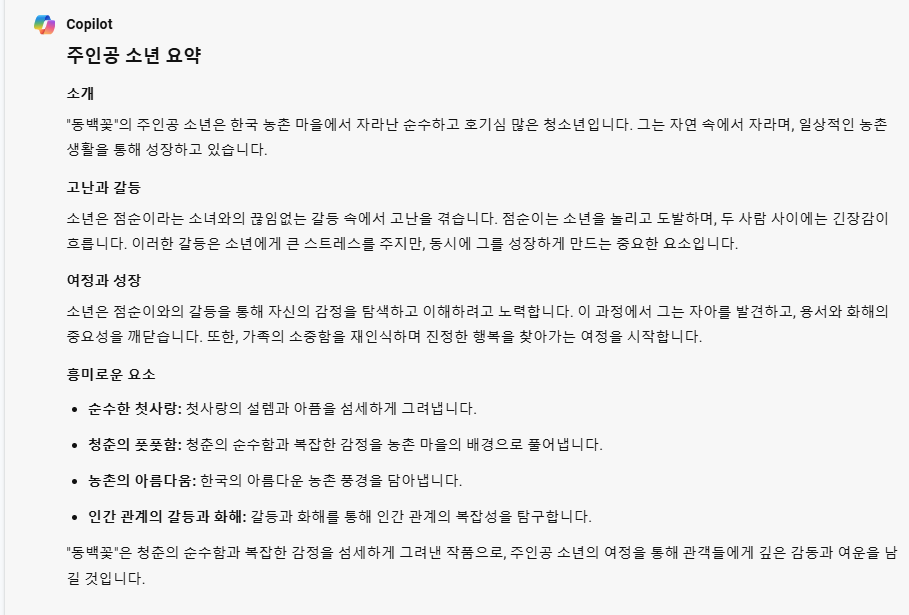 Copilot
주인공 소년 요약
소개
"동백꽃"의 주인공 소년은 한국 농촌 마을에서 자라난 순수하고 호기심 많은 청소년입니다. 그는 자연 속에서 자라며, 일상적인 농촌
생활을 통해 성장하고 있습니다.
고난과 갈등
소년은 점순이라는 소녀와의 끊임없는 갈등 속에서 고난을 겪습니다. 점순이는 소년을 놀리고 도발하며, 두 사람 사이에는 긴장감이
흐릅니다. 이러한 갈등은 소년에게 큰 스트레스를 주지만, 동시에 그를 성장하게 만드는 중요한 요소입니다.
여정과 성장
소년은 점순이와의 갈등을 통해 자신의 감정을 탐색하고 이해하려고 노력합니다. 이 과정에서 그는 자아를 발견하고, 용서와 화해의
중요성을 깨닫습니다. 또한, 가족의 소중함을 재인식하며 진정한 행복을 찾아가는 여정을 시작합니다.
흥미로운 요소
• 순수한 첫사랑: 첫사랑의 설렘과 아픔을 섬세하게 그려냅니다.
• 청춘의 풋풋함: 청춘의 순수함과 복잡한 감정을 농촌 마을의 배경으로 풀어냅니다.
• 농촌의 아름다움: 한국의 아름다운 농촌 풍경을 담아냅니다.
• 인간 관계의 갈등과 화해: 갈등과 화해를 통해 인간 관계의 복잡성을 탐구합니다.
"동백꽃"은 청춘의 순수함과 복잡한 감정을 섬세하게 그려낸 작품으로, 주인공 소년의 여정을 통해 관객들에게 깊은 감동과 여운을 남
길 것입니다.